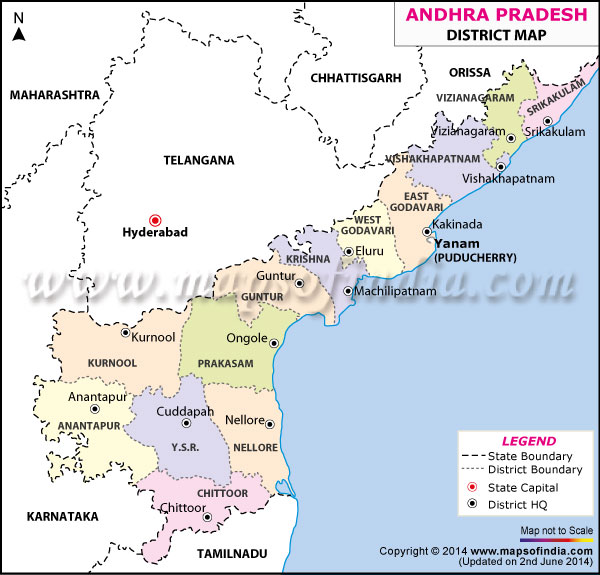 N
ANDHRA PRADESH
DISTRICT MAP
ORISSA
CHHATTISGARH
MAHARASHTRA
VIZIANAGARAM
SRIKAKULAM
Vizianagaram
Srikakulam
TELANGANA
VISHAKHAPATNAM
Vishakhapatnam
EAST
GODAVARI
Hyderabad
WEST
GODAVARI
Kakinada
Yanam
(PUDUCHERRY)
Eluru
KRISHNA
Guntur
GUNTUR
Machilipatnam
www.mapsofindia.com
Kurnool
KURNOOL
Ongole
PRAKASAM
Anantapur
ANANTAPUR
Cuddapah
Y.S.R.
Nellore
NELLORE
CHITTOOR
Chittoor
KARNATAKA
TAMILNADU
LEGEND
State Boundary
District Boundary
State Capital
District HQ
Map not to Scale
Copyright © 2014 www.mapsofindia.com
(Updated on 2nd June 2014)